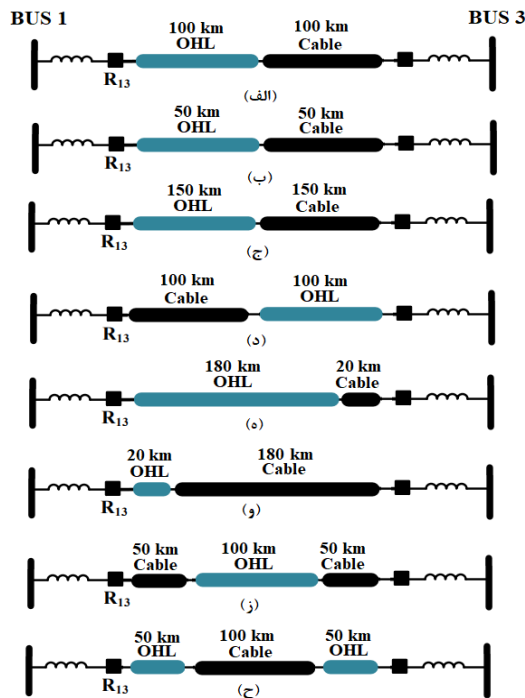 BUS 1 BUS 3
100 km 100 km
OHL Cable
R13
(الف)
50 km 50 km
OHL Cable
R13
(ب)
150 km 150 km
OHL Cable
R13
(ج)
100 km 100 km
Cable OHL
R13
(د)
180 km 20 km
OHL Cable
R13
(ه)
20 km 180 km
OHL Cable
R13
(و)
50 km 100 km 50 km
Cable OHL Cable
R13
(ز)
50 km 100 km 50 km
OHL Cable OHL
R13
(ح)